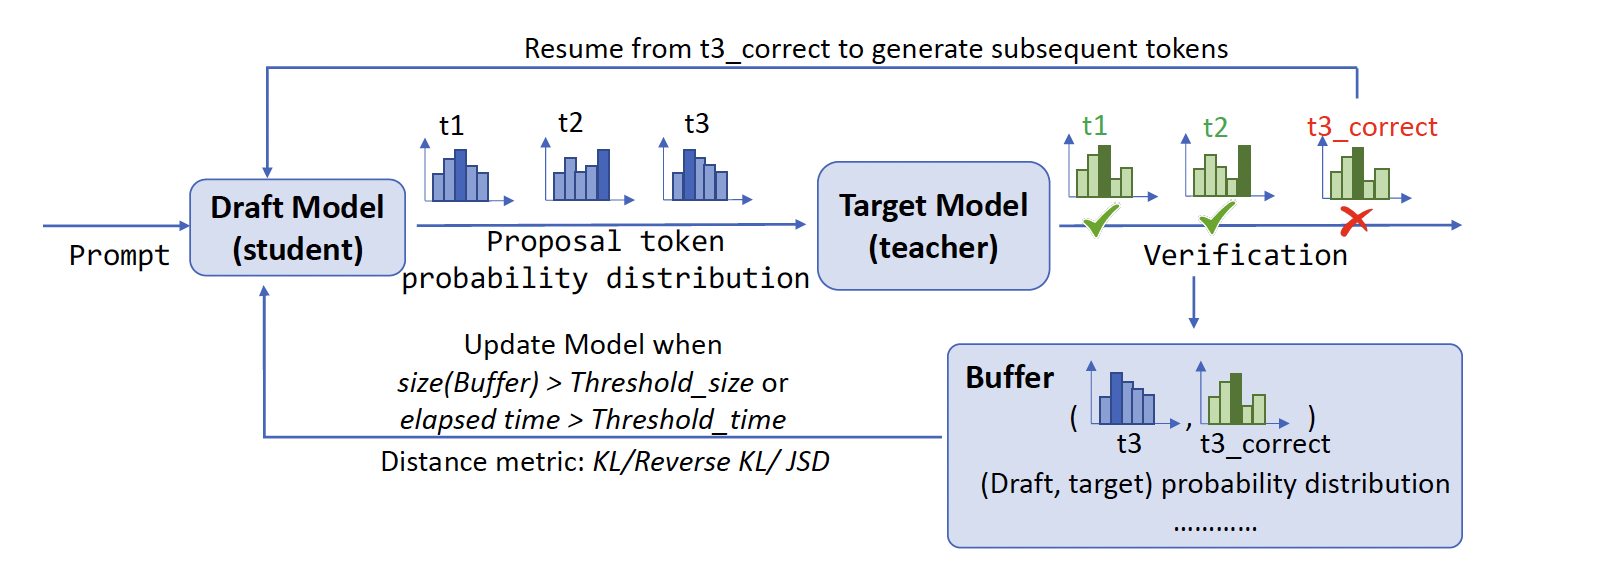 Resume from t3_correct to generate subsequent tokens
t1
t2
t3
t1
t2
t3_correct
Draft Model
(student)
Target Model
(teacher)
Prompt
Proposal token
probability distribution
Verification
Update Model when
size(Buffer) > Threshold_size or
elapsed time > Threshold_time
Distance metric: KL/Reverse KL/ JSD
Buffer
( , )
t3
t3_correct
(Draft, target) probability distribution
............